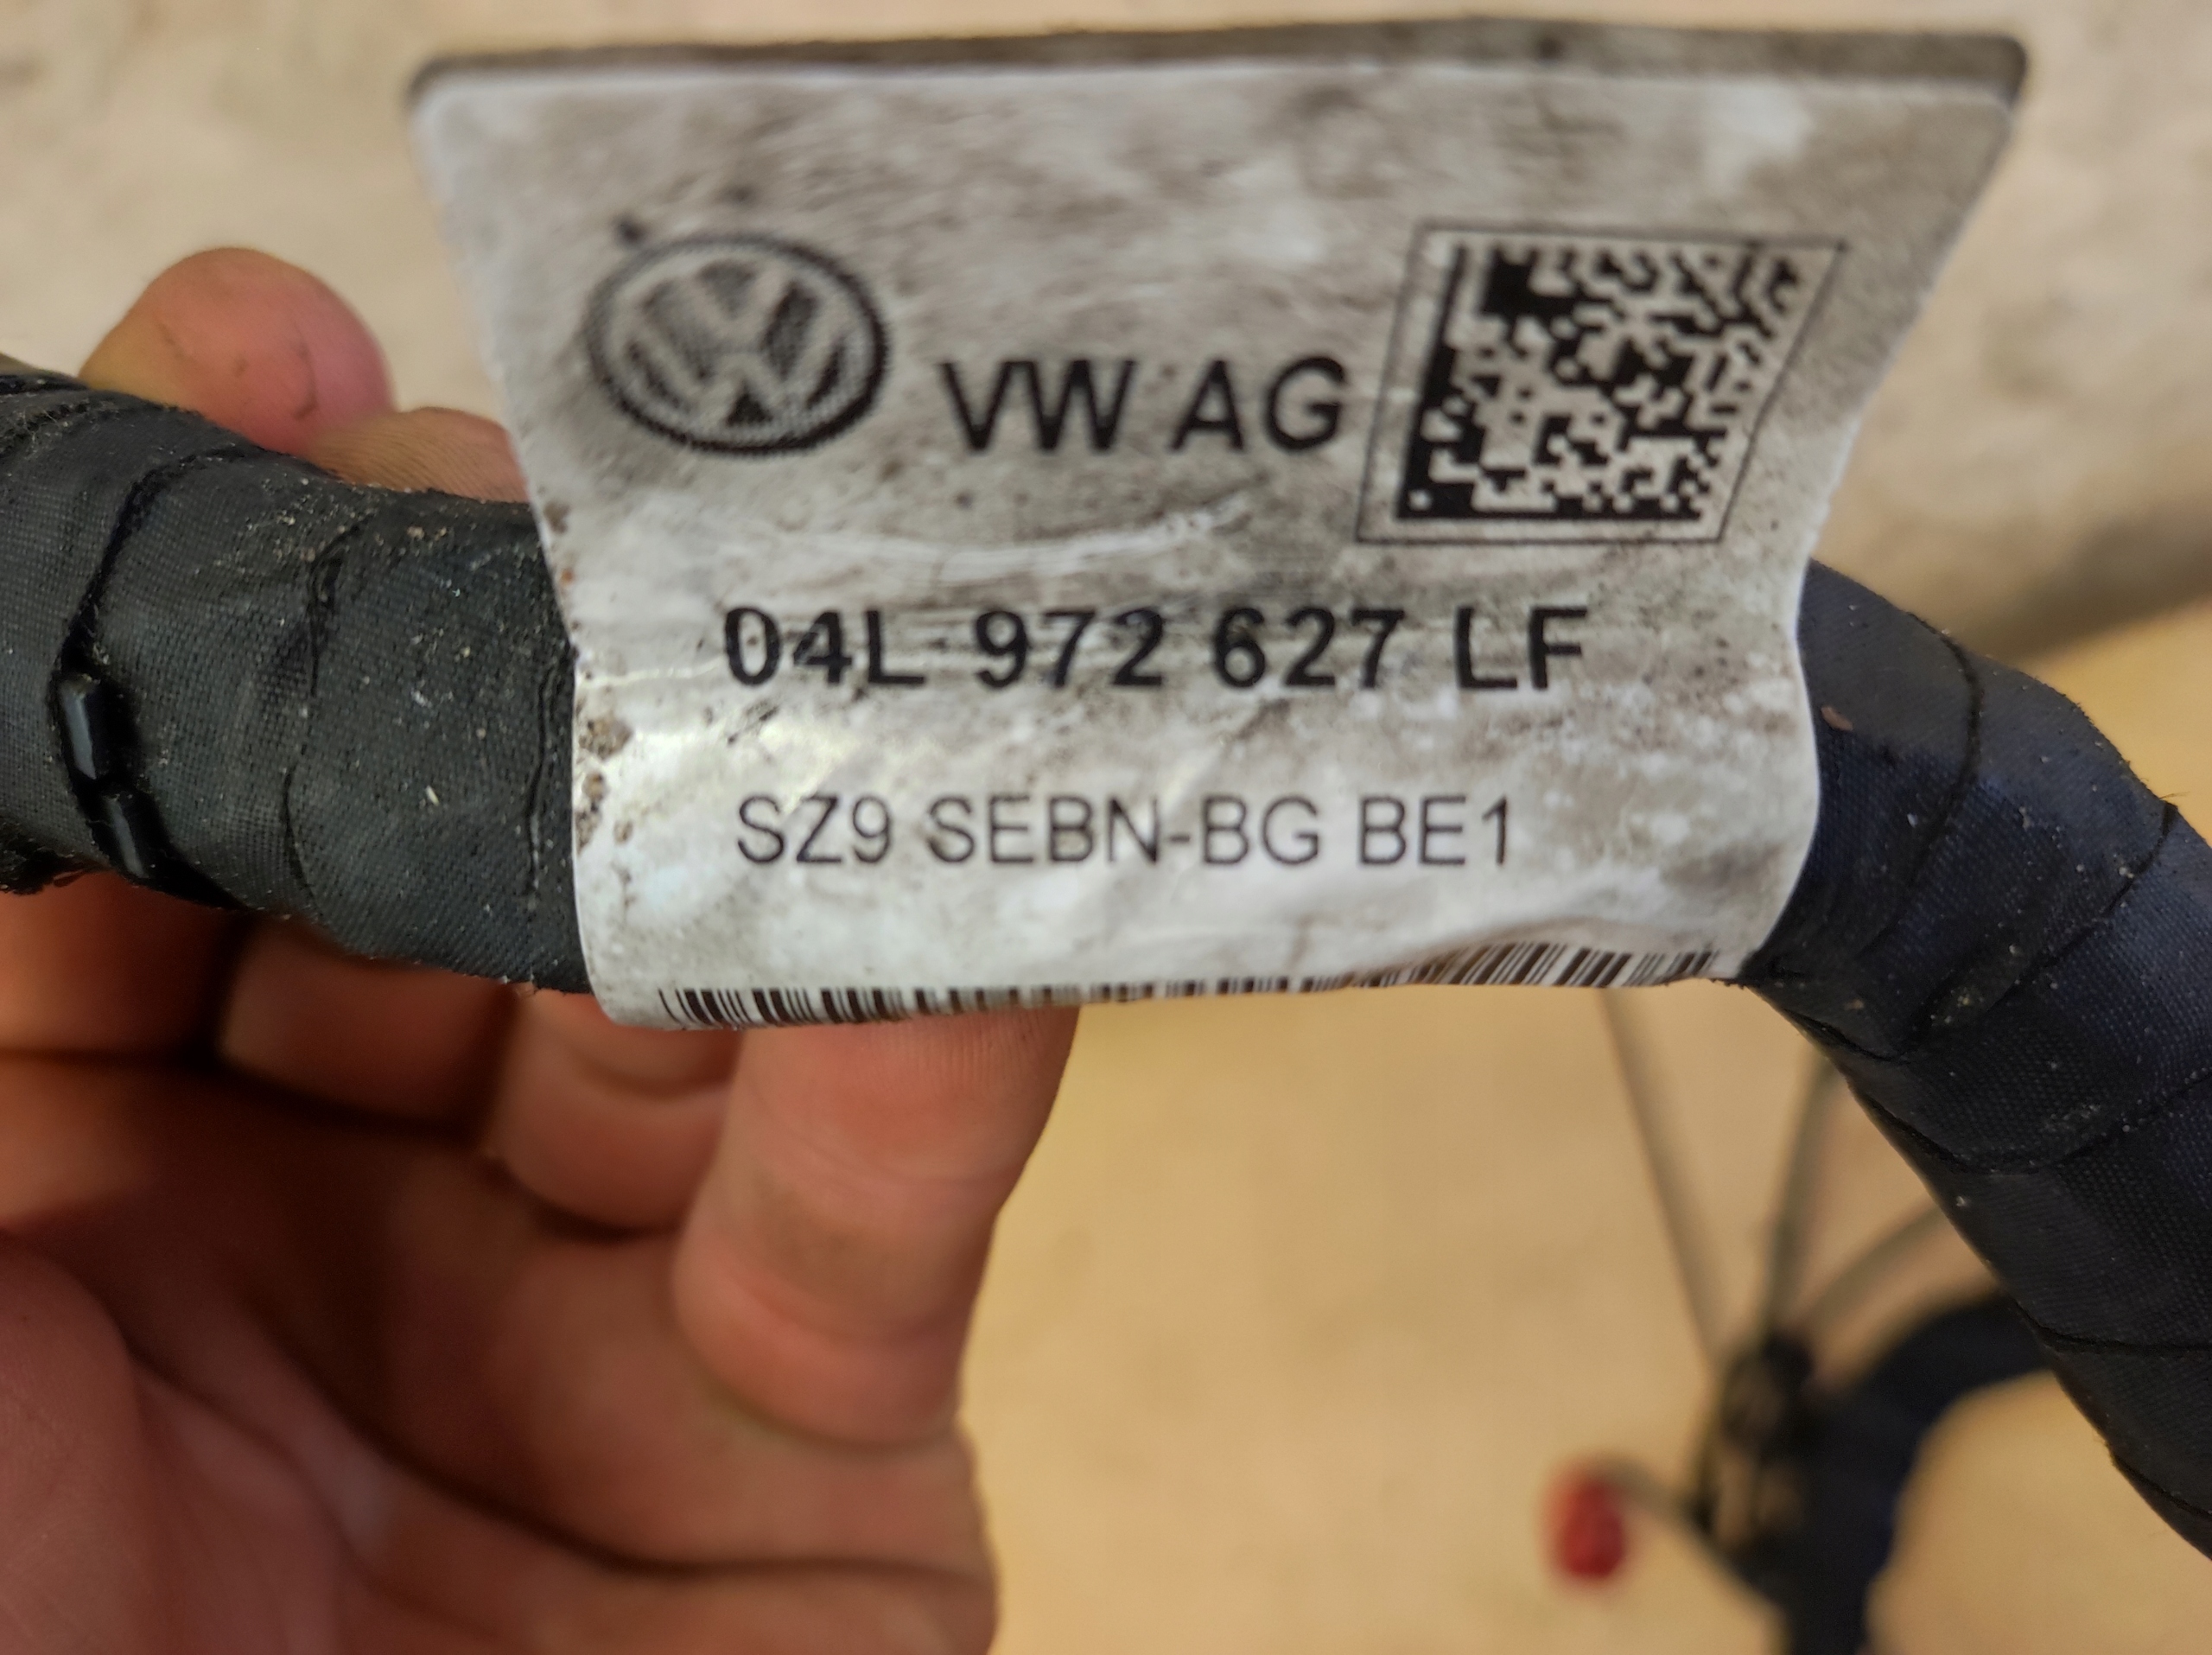 VW AG
04L 972 627 LF
SZ9 SEBN-BG BE1